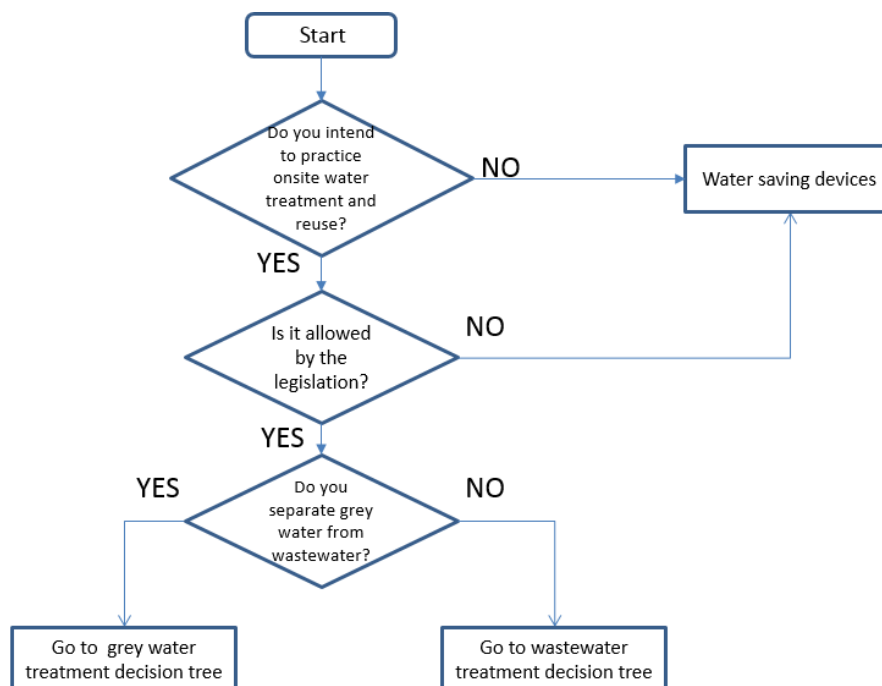 Start
Do you intend
to practice
onsite water
treatment and
reuse?
NO
Water saving devices
YES
Is it allowed
by the
legislation?
NO
YES
YES
Do you
separate grey
water from
wastewater?
NO
Go to  grey water
treatment decision tree
Go to wastewater
treatment decision tree